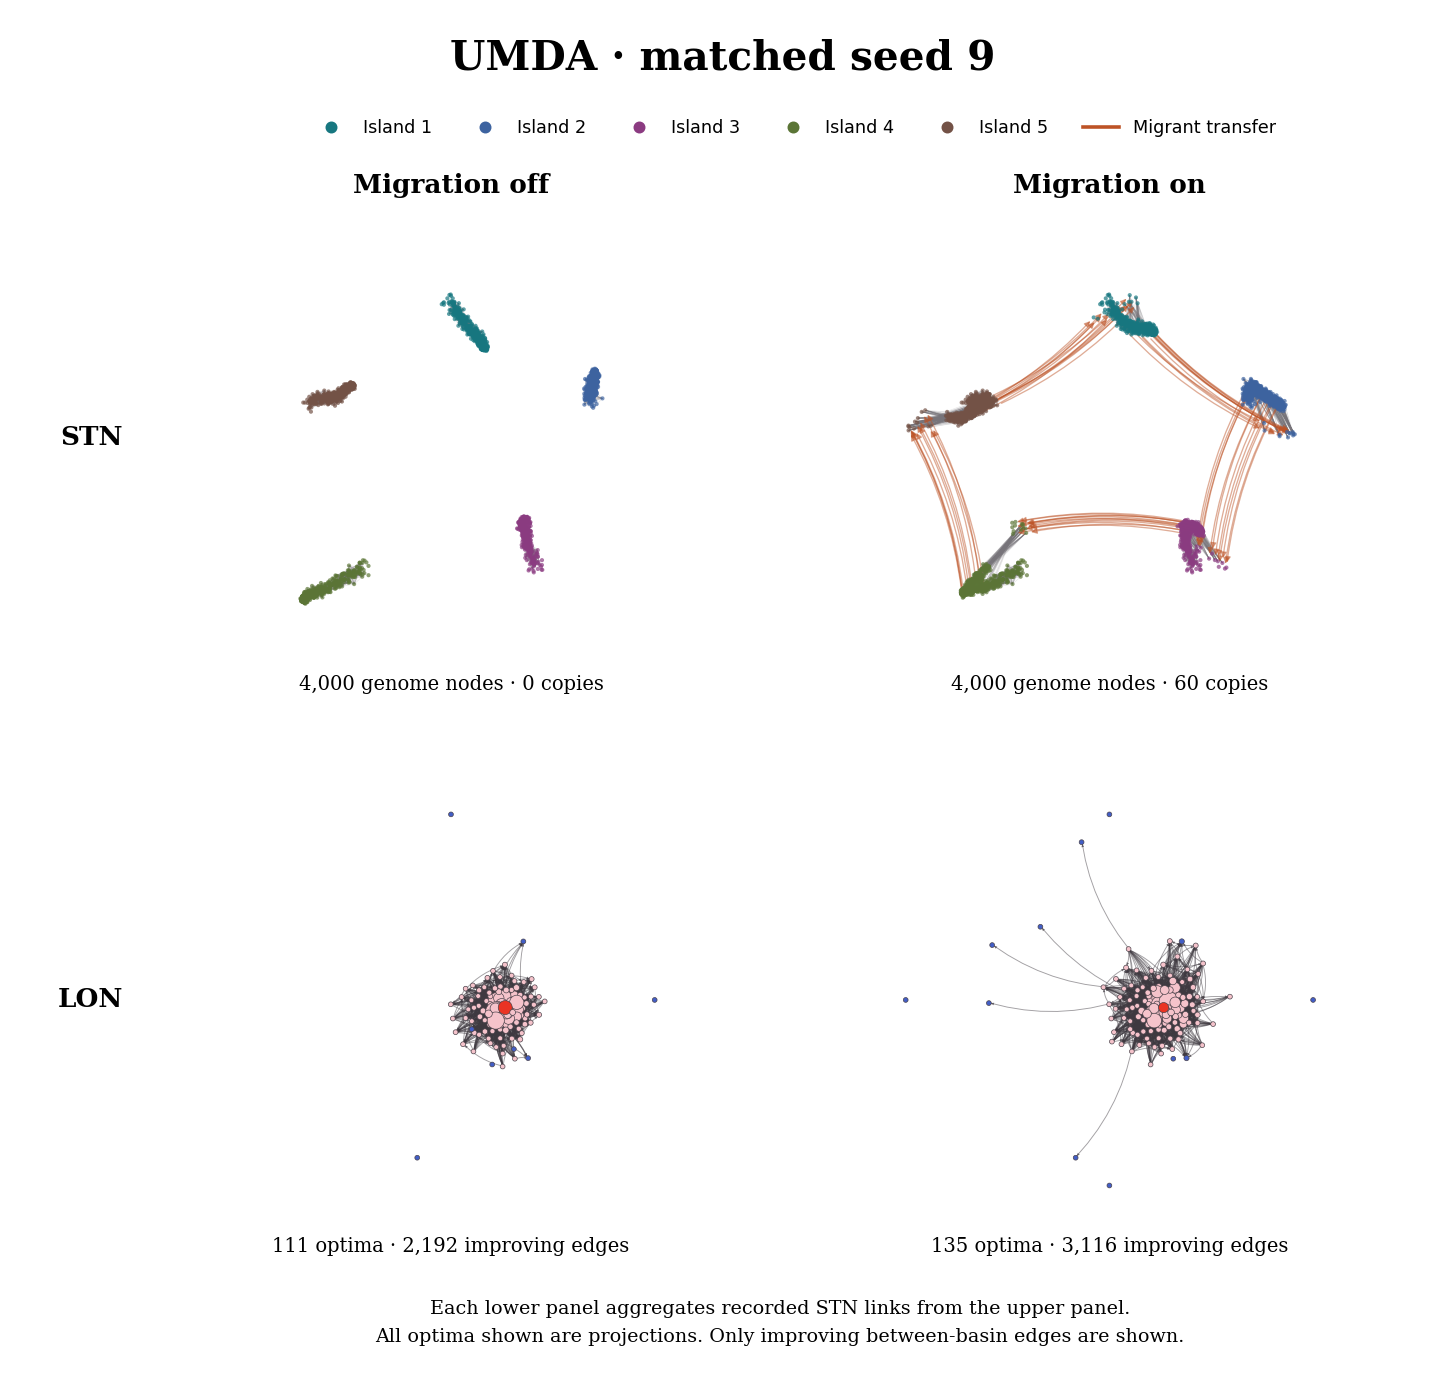 UMDA · matched seed 9
Island 1 Island 2 Island 3 Island 4 Island 5 Migrant transfer
Migration off Migration on
STN
4,000 genome nodes · 0 copies 4,000 genome nodes · 60 copies
LON
111 optima · 2,192 improving edges 135 optima · 3,116 improving edges
Each lower panel aggregates recorded STN links from the upper panel.
All optima shown are projections. Only improving between-basin edges are shown.